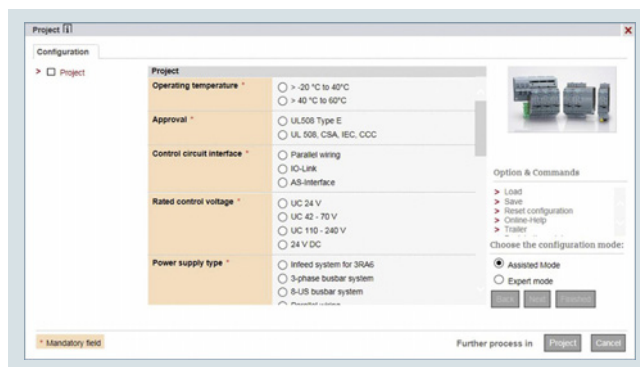 Project
Configuration
> Project
Project
Operating temperature *
> -20 °C to 40°C
> 40 °C to 60°C
Approval *
UL508 Type E
UL 508, CSA, IEC, CCC
Control circuit interface *
Parallel wiring
IO-Link
AS-Interface
Rated control voltage *
UC 24 V
UC 42 - 70 V
UC 110 - 240 V
24 V DC
Power supply type *
Infeed system for 3RA6
3-phase busbar system
8-US busbar system
Parallel wiring
Option & Commands
> Load
> Save
> Reset configuration
> Online-Help
> Trailer
Choose the configuration mode:
Assisted Mode
Expert mode
Back Next Finished
* Mandatory field
Further process in Project Cancel